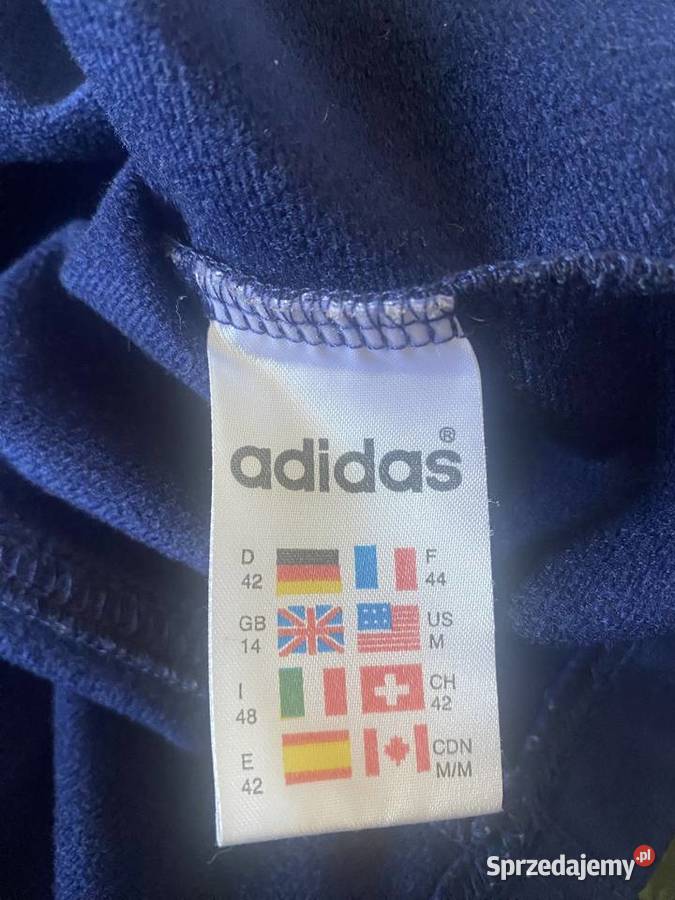 adidas®
D 42 F 44
GB 14 US M
I 48 CH 42
E 42 CDN M/M
Sprzedajemy.pl